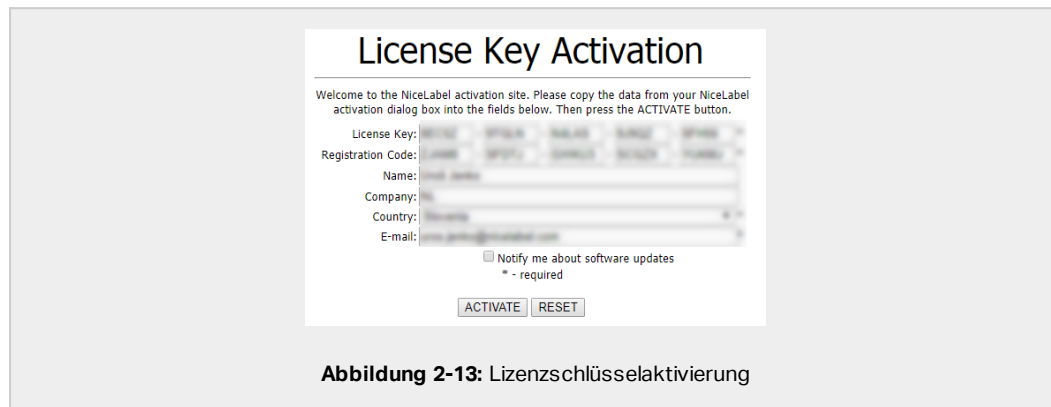 License Key Activation
Welcome to the NiceLabel activation site. Please copy the data from your NiceLabel
activation dialog box into the fields below. Then press the ACTIVATE button.
License Key: - - - - *
Registration Code: - - - - *
Name:
Company:
Country: *
E-mail: *
Notify me about software updates
* - required
ACTIVATE RESET
Abbildung 2-13: Lizenzschlüsselaktivierung